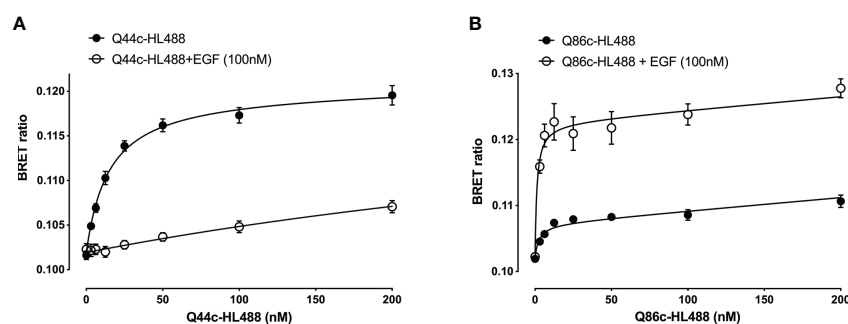 A
Q44c-HL488
Q44c-HL488+EGF (100nM)
BRET ratio
0.120
0.115
0.110
0.105
0.100
0
50
100
150
200
Q44c-HL488 (nM)
B
Q86c-HL488
Q86c-HL488 + EGF (100nM)
BRET ratio
0.13
0.12
0.11
0.10
0
50
100
150
200
Q86c-HL488 (nM)